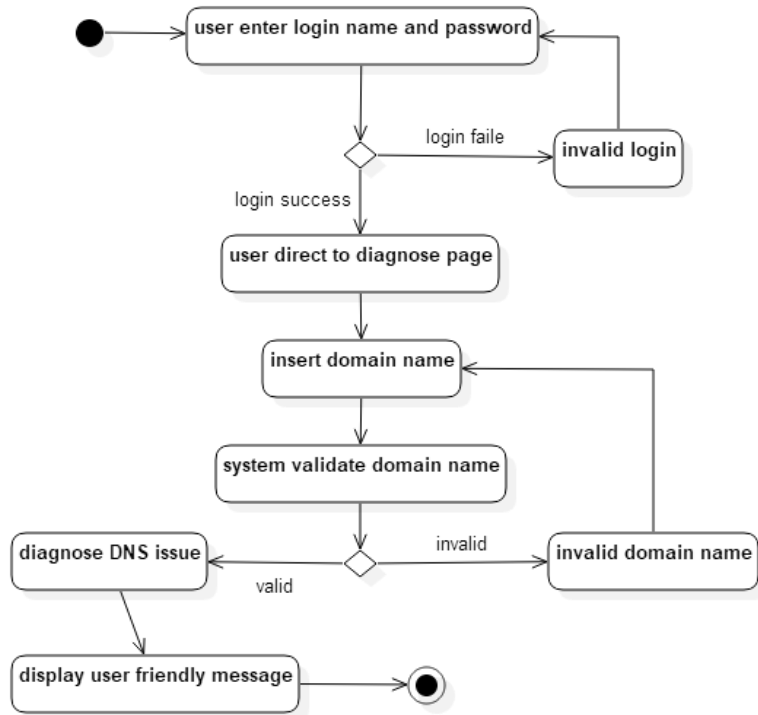 user enter login name and password
login faile
invalid login
login success
user direct to diagnose page
insert domain name
system validate domain name
diagnose DNS issue
invalid
invalid domain name
valid
display user friendly message